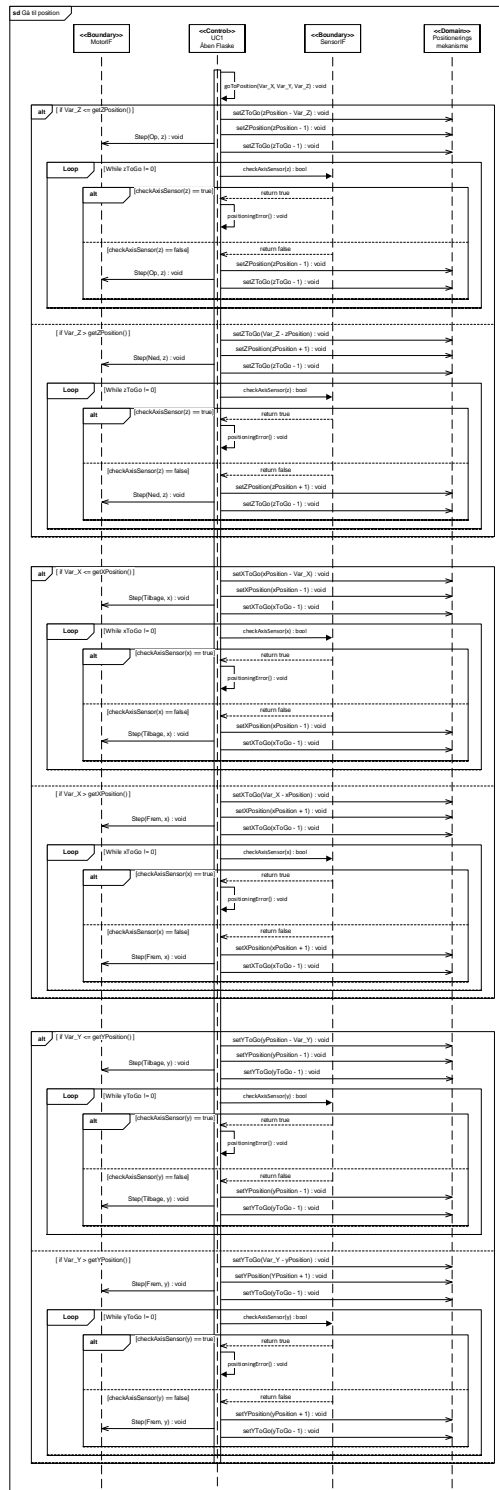 sd Gå til position
<<Boundary>>
MotorIF
<<Control>>
UC1
Åben Flaske
<<Boundary>>
SensorIF
<<Domain>>
Positionerings
mekanisme
goToPosition(Var_X, Var_Y, Var_Z) : void
alt [ if Var_Z <= getZPosition() ]
setZToGo(zPosition - Var_Z) : void
setZPosition(zPosition - 1) : void
Step(Op, z) : void
setZToGo(zToGo - 1) : void
Loop [While zToGo != 0]
checkAxisSensor(z) : bool
alt [checkAxisSensor(z) == true]
return true
positioningError() : void
[checkAxisSensor(z) == false]
return false
setZPosition(zPosition - 1) : void
Step(Op, z) : void
setZToGo(zToGo - 1) : void
[ if Var_Z > getZPosition() ]
setZToGo(Var_Z - zPosition) : void
setZPosition(zPosition + 1) : void
Step(Ned, z) : void
setZToGo(zToGo - 1) : void
Loop [While zToGo != 0]
checkAxisSensor(z) : bool
alt [checkAxisSensor(z) == true]
return true
positioningError() : void
[checkAxisSensor(z) == false]
return false
setZPosition(zPosition + 1) : void
Step(Ned, z) : void
setZToGo(zToGo - 1) : void
alt [ if Var_X <= getXPosition() ]
setXToGo(xPosition - Var_X) : void
setXPosition(xPosition - 1) : void
Step(Tilbage, x) : void
setXToGo(xToGo - 1) : void
Loop [While xToGo != 0]
checkAxisSensor(x) : bool
alt [checkAxisSensor(x) == true]
return true
positioningError() : void
[checkAxisSensor(x) == false]
return false
setXPosition(xPosition - 1) : void
Step(Tilbage, x) : void
setXToGo(xToGo - 1) : void
[ if Var_X > getXPosition() ]
setXToGo(Var_X - xPosition) : void
setXPosition(xPosition + 1) : void
Step(Frem, x) : void
setXToGo(xToGo - 1) : void
Loop [While xToGo != 0]
checkAxisSensor(x) : bool
alt [checkAxisSensor(x) == true]
return true
positioningError() : void
[checkAxisSensor(x) == false]
return false
setXPosition(xPosition + 1) : void
Step(Frem, x) : void
setXToGo(xToGo - 1) : void
alt [ if Var_Y <= getYPosition() ]
setYToGo(yPosition - Var_Y) : void
setYPosition(yPosition - 1) : void
Step(Tilbage, y) : void
setYToGo(yToGo - 1) : void
Loop [While yToGo != 0]
checkAxisSensor(y) : bool
alt [checkAxisSensor(y) == true]
return true
positioningError() : void
[checkAxisSensor(y) == false]
return false
setYPosition(yPosition - 1) : void
Step(Tilbage, y) : void
setYToGo(yToGo - 1) : void
[ if Var_Y > getYPosition() ]
setYToGo(Var_Y - yPosition) : void
setYPosition(YPosition + 1) : void
Step(Frem, y) : void
setYToGo(yToGo - 1) : void
Loop [While yToGo != 0]
checkAxisSensor(y) : bool
alt [checkAxisSensor(y) == true]
return true
positioningError() : void
[checkAxisSensor(y) == false]
return false
setYPosition(yPosition + 1) : void
Step(Frem, y) : void
setYToGo(yToGo - 1) : void